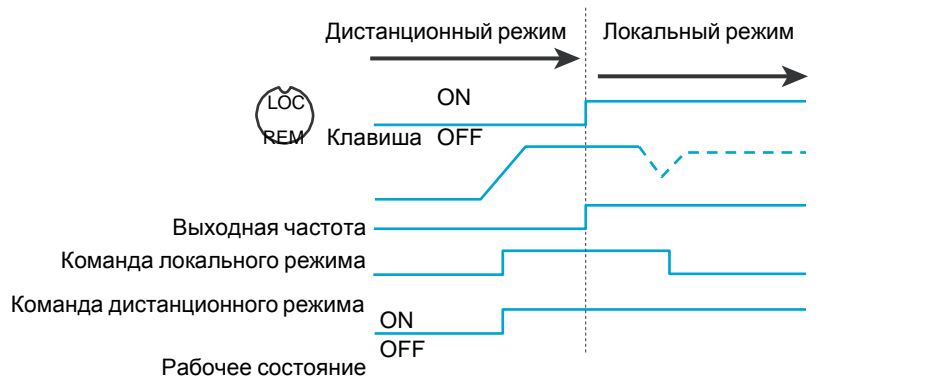 Дистанционный режим
Локальный режим
LOC
ON
REM
Клавиша
OFF
Выходная частота
Команда локального режима
Команда дистанционного режима
ON
OFF
Рабочее состояние